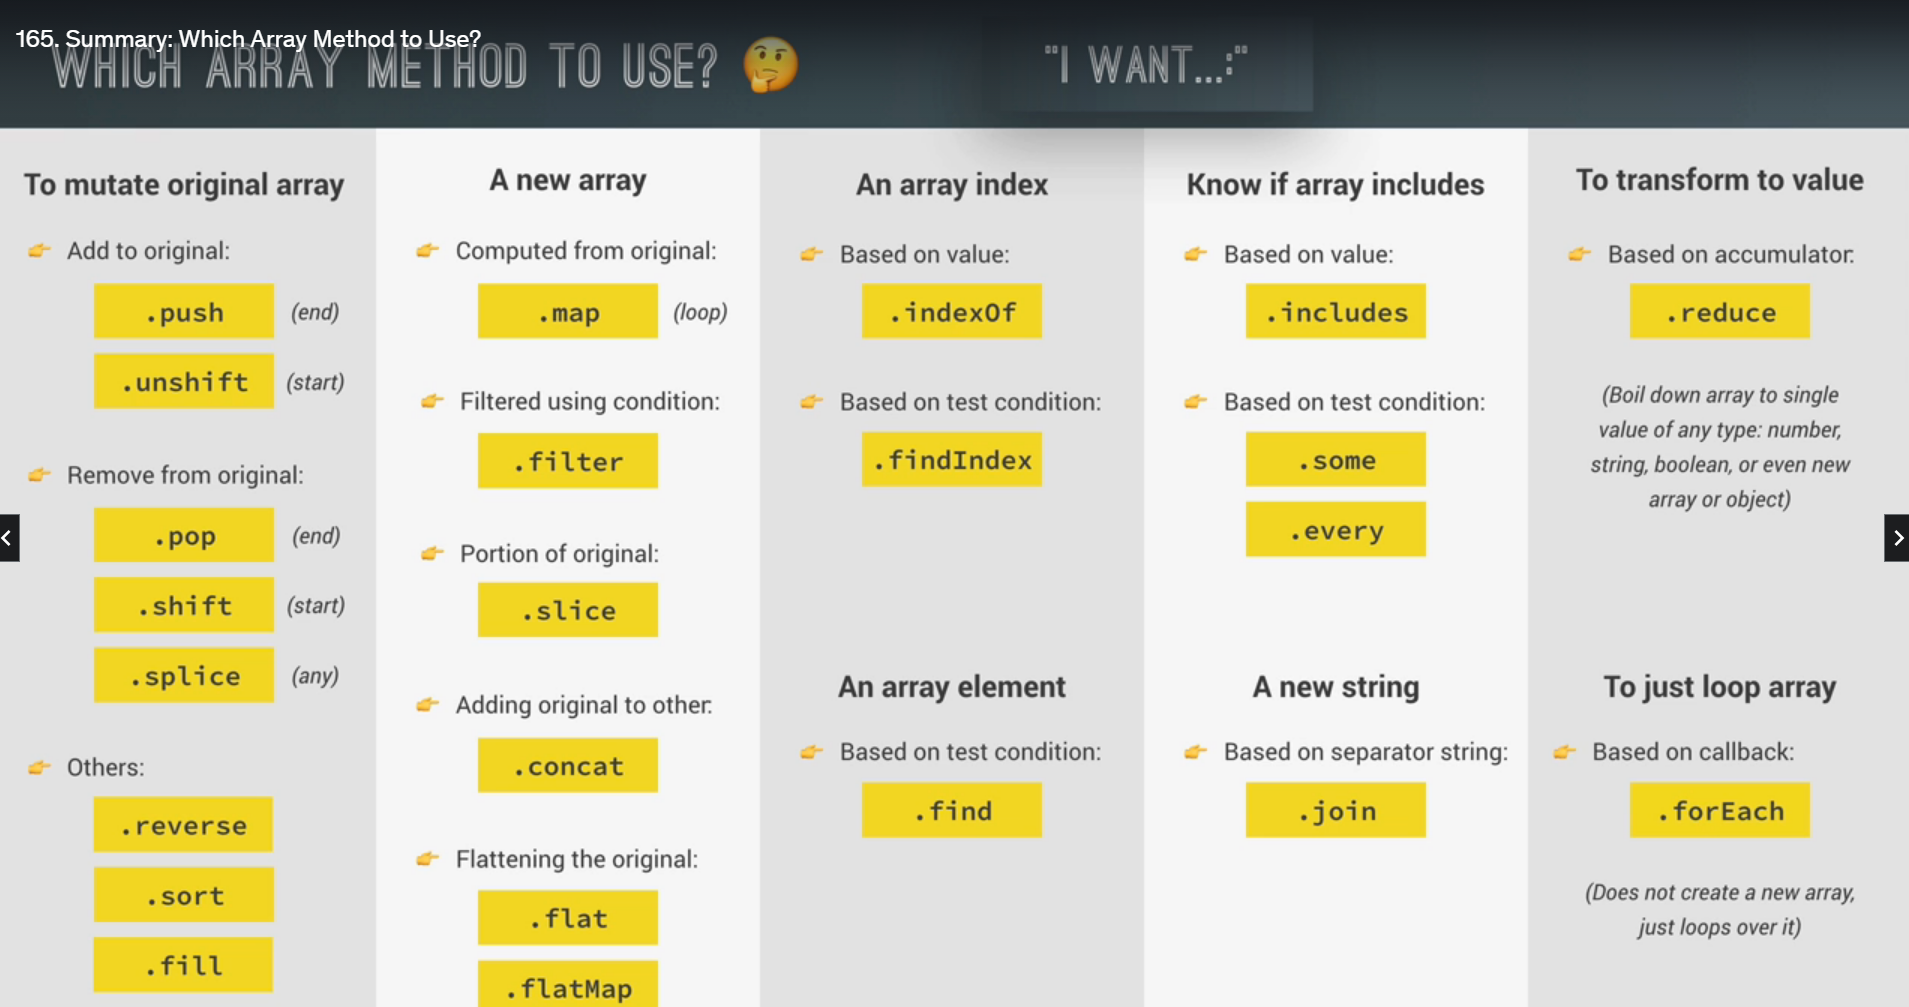 165. Summary: Which Array Method to Use?
WHICH ARRAY METHOD TO USE? 🤔
"I WANT...:"
To mutate original array
👉 Add to original:
.push (end)
.unshift (start)
👉 Remove from original:
.pop (end)
.shift (start)
.splice (any)
👉 Others:
.reverse
.sort
.fill
A new array
👉 Computed from original:
.map (loop)
👉 Filtered using condition:
.filter
👉 Portion of original:
.slice
👉 Adding original to other:
.concat
👉 Flattening the original:
.flat
.flatMap
An array index
👉 Based on value:
.indexOf
👉 Based on test condition:
.findIndex
An array element
👉 Based on test condition:
.find
Know if array includes
👉 Based on value:
.includes
👉 Based on test condition:
.some
.every
A new string
👉 Based on separator string:
.join
To transform to value
👉 Based on accumulator:
.reduce
(Boil down array to single
value of any type: number,
string, boolean, or even new
array or object)
To just loop array
👉 Based on callback:
.forEach
(Does not create a new array,
just loops over it)